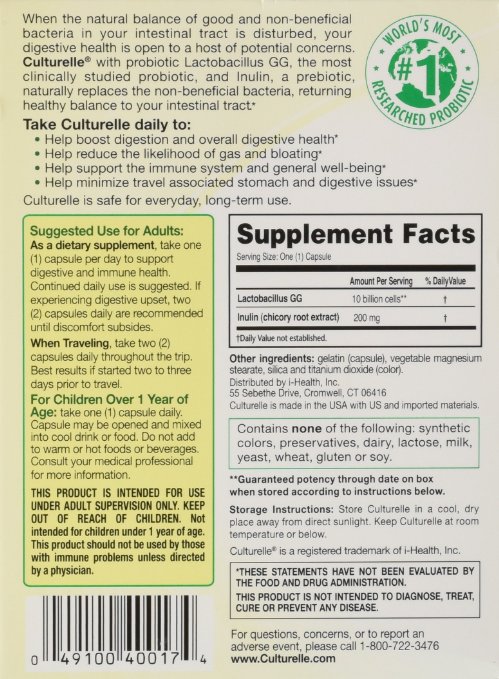 When the natural balance of good and non-beneficial
bacteria in your intestinal tract is disturbed, your
digestive health is open to a host of potential concerns.
Culturelle® with probiotic Lactobacillus GG, the most
clinically studied probiotic, and Inulin, a prebiotic,
naturally replaces the non-beneficial bacteria, returning
healthy balance to your intestinal tract.*
WORLD'S MOST
#1
RESEARCHED PROBIOTIC
Take Culturelle daily to:
• Help boost digestion and overall digestive health*
• Help reduce the likelihood of gas and bloating*
• Help support the immune system and general well-being*
• Help minimize travel associated stomach and digestive issues*
Culturelle is safe for everyday, long-term use.
Suggested Use for Adults:
As a dietary supplement, take one
(1) capsule per day to support
digestive and immune health.
Continued daily use is suggested. If
experiencing digestive upset, two
(2) capsules daily are recommended
until discomfort subsides.
When Traveling, take two (2)
capsules daily throughout the trip.
Best results if started two to three
days prior to travel.
For Children Over 1 Year of
Age: take one (1) capsule daily.
Capsule may be opened and mixed
into cool drink or food. Do not add
to warm or hot foods or beverages.
Consult your medical professional
for more information.
THIS PRODUCT IS INTENDED FOR USE
UNDER ADULT SUPERVISION ONLY. KEEP
OUT OF REACH OF CHILDREN. Not
intended for children under 1 year of age.
This product should not be used by those
with immune problems unless directed
by a physician.
0 49100 40017 4
Supplement Facts
Serving Size: One (1) Capsule
Amount Per Serving % DailyValue
Lactobacillus GG 10 billion cells** †
Inulin (chicory root extract) 200 mg †
†Daily Value not established.
Other ingredients: gelatin (capsule), vegetable magnesium
stearate, silica and titanium dioxide (color).
Distributed by i-Health, Inc.
55 Sebethe Drive, Cromwell, CT 06416
Culturelle is made in the USA with US and imported materials.
Contains none of the following: synthetic
colors, preservatives, dairy, lactose, milk,
yeast, wheat, gluten or soy.
**Guaranteed potency through date on box
when stored according to instructions below.
Storage Instructions: Store Culturelle in a cool, dry
place away from direct sunlight. Keep Culturelle at room
temperature or below.
Culturelle® is a registered trademark of i-Health, Inc.
*THESE STATEMENTS HAVE NOT BEEN EVALUATED BY
THE FOOD AND DRUG ADMINISTRATION.
THIS PRODUCT IS NOT INTENDED TO DIAGNOSE, TREAT,
CURE OR PREVENT ANY DISEASE.
For questions, concerns, or to report an
adverse event, please call 1-800-722-3476
www.Culturelle.com